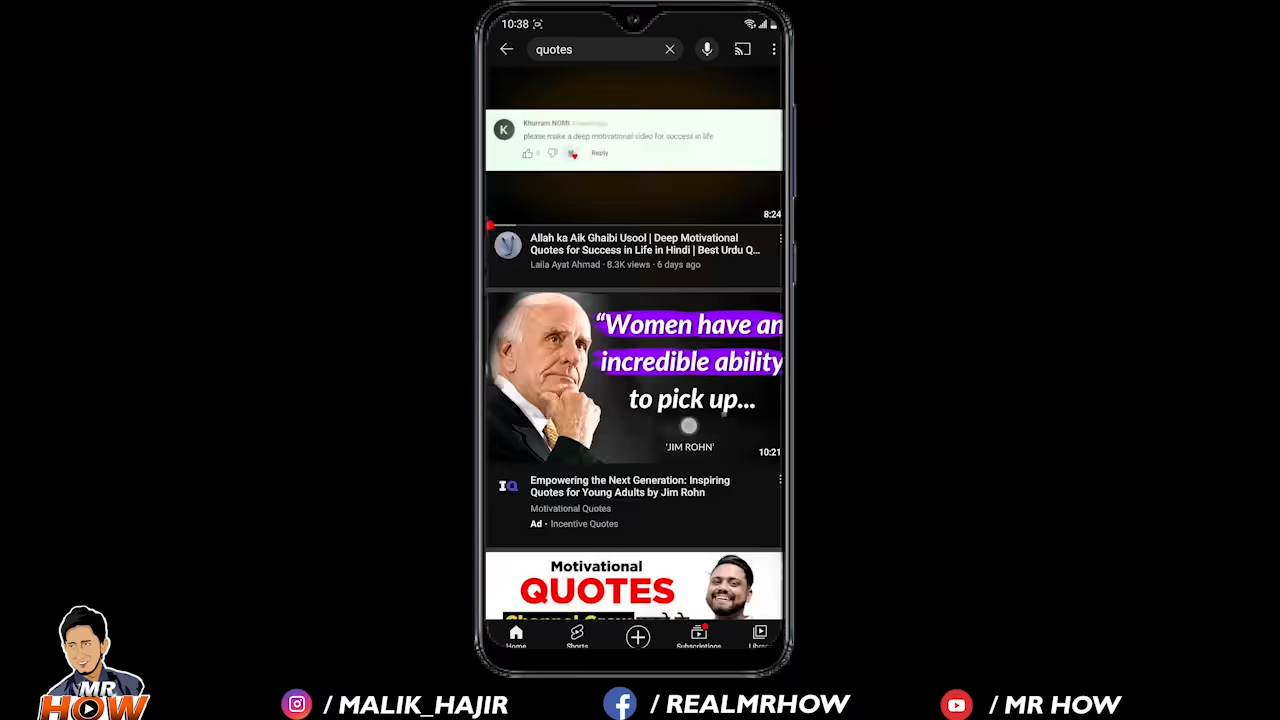 10:38
quotes
K
Khurram NOMI
please make a deep motivational video for success in life
0
Reply
8:24
Allah ka Aik Ghaibi Usool | Deep Motivational
Quotes for Success in Life in Hindi | Best Urdu Q...
Laila Ayat Ahmad · 8.3K views · 6 days ago
“Women have an
incredible ability
to pick up...
'JIM ROHN'
10:21
IQ
Empowering the Next Generation: Inspiring
Quotes for Young Adults by Jim Rohn
Motivational Quotes
Ad · Incentive Quotes
Motivational
QUOTES
Channel Grow
Home
Shorts
Subscriptions
MR
HOW
/ MALIK_HAJIR
/ REALMRHOW
/ MR HOW